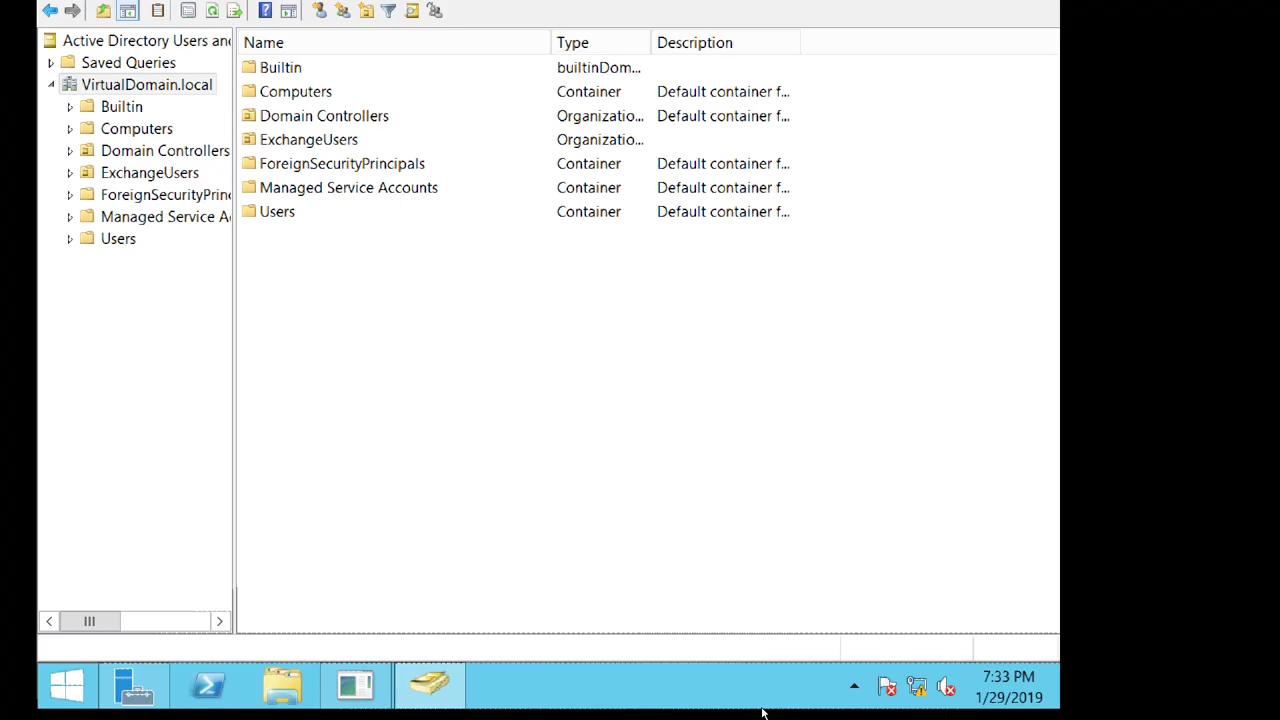 Active Directory Users an
Saved Queries
VirtualDomain.local
Builtin
Computers
Domain Controllers
ExchangeUsers
ForeignSecurityPrin
Managed Service A
Users
Name Type Description
Builtin builtinDom...
Computers Container Default container f...
Domain Controllers Organizatio... Default container f...
ExchangeUsers Organizatio...
ForeignSecurityPrincipals Container Default container f...
Managed Service Accounts Container Default container f...
Users Container Default container f...
7:33 PM
1/29/2019